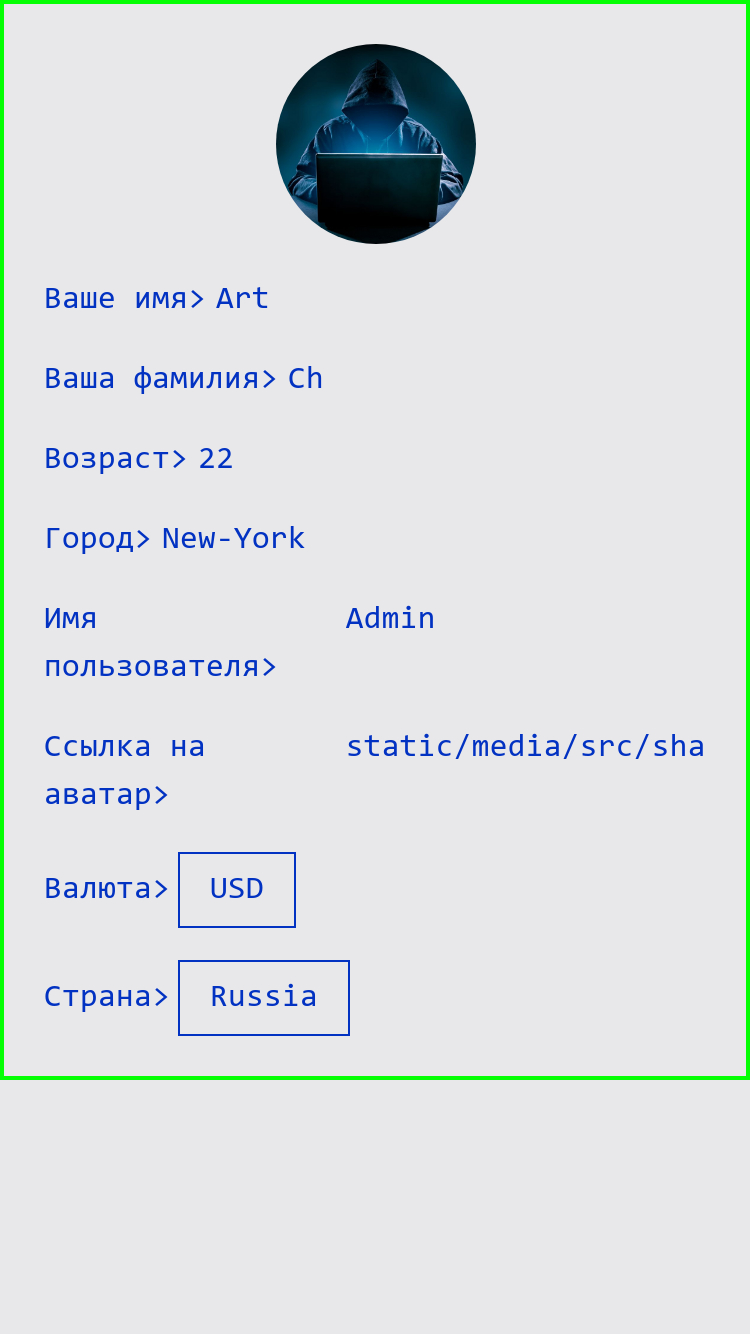 Ваше имя> Art
Ваша фамилия> Ch
Возраст> 22
Город> New-York
Имя Admin
пользователя>
Ссылка на static/media/src/sha
аватар>
Валюта> USD
Страна> Russia